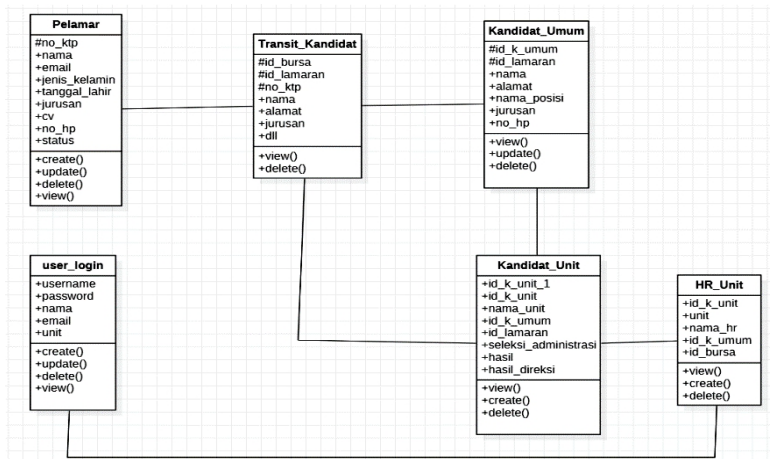 Pelamar
#no_ktp
+nama
+email
+jenis_kelamin
+tanggal_lahir
+jurusan
+cv
+no_hp
+status
+create()
+update()
+delete()
+view()
Transit_Kandidat
#id_bursa
#id_lamaran
#no_ktp
+nama
+alamat
+jurusan
+dll
+view()
+delete()
Kandidat_Umum
#id_k_umum
#id_lamaran
+nama
+alamat
+nama_posisi
+jurusan
+no_hp
+view()
+update()
+delete()
user_login
+username
+password
+nama
+email
+unit
+create()
+update()
+delete()
+view()
Kandidat_Unit
+id_k_unit_1
+id_k_unit
+nama_unit
+id_k_umum
+id_lamaran
+seleksi_administrasi
+hasil
+hasil_direksi
+view()
+create()
+delete()
HR_Unit
+id_k_unit
+unit
+nama_hr
+id_k_umum
+id_bursa
+view()
+create()
+delete()